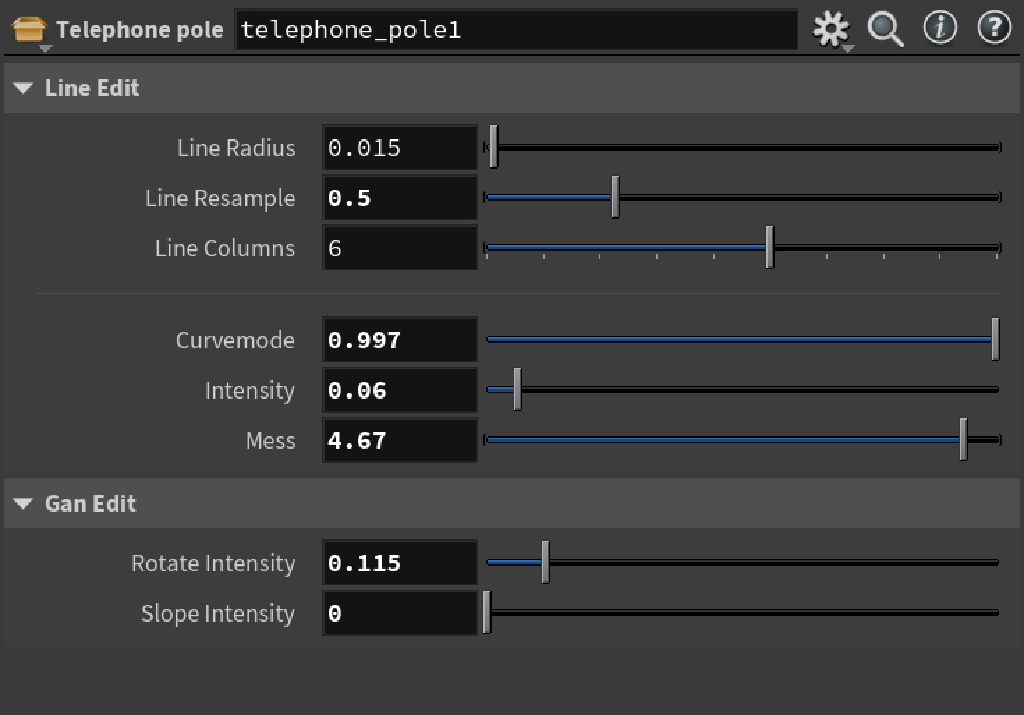 Telephone pole telephone_pole1
Line Edit
Line Radius 0.015
Line Resample 0.5
Line Columns 6
Curvemode 0.997
Intensity 0.06
Mess 4.67
Gan Edit
Rotate Intensity 0.115
Slope Intensity 0